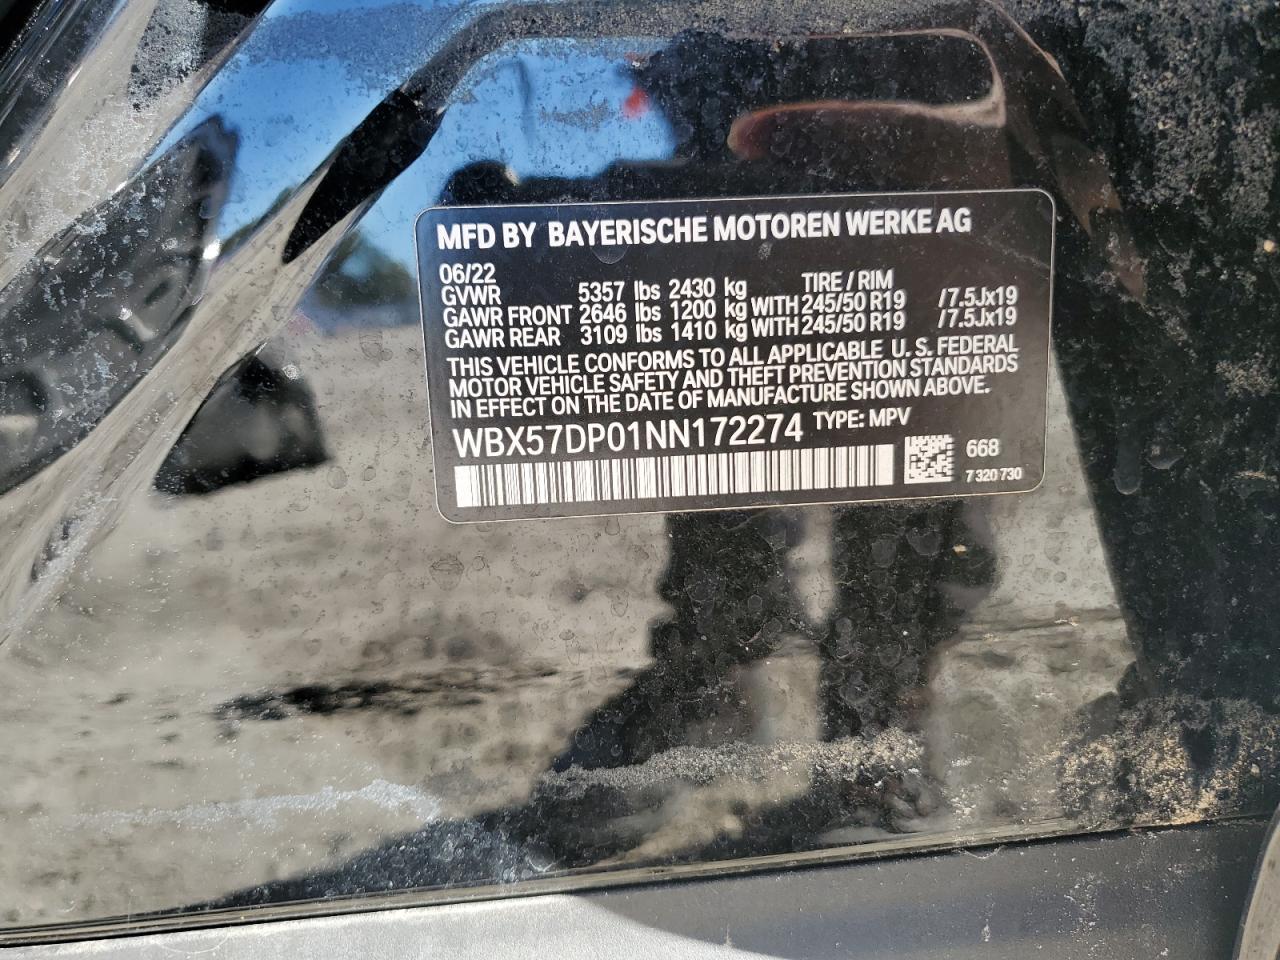 MFD BY BAYERISCHE MOTOREN WERKE AG
06/22 TIRE / RIM
GVWR 5357 lbs 2430 kg
GAWR FRONT 2646 lbs 1200 kg WITH 245/50 R19 /7.5Jx19
GAWR REAR 3109 lbs 1410 kg WITH 245/50 R19 /7.5Jx19
THIS VEHICLE CONFORMS TO ALL APPLICABLE U. S. FEDERAL
MOTOR VEHICLE SAFETY AND THEFT PREVENTION STANDARDS
IN EFFECT ON THE DATE OF MANUFACTURE SHOWN ABOVE.
WBX57DP01NN172274 TYPE: MPV
668
7 320 730